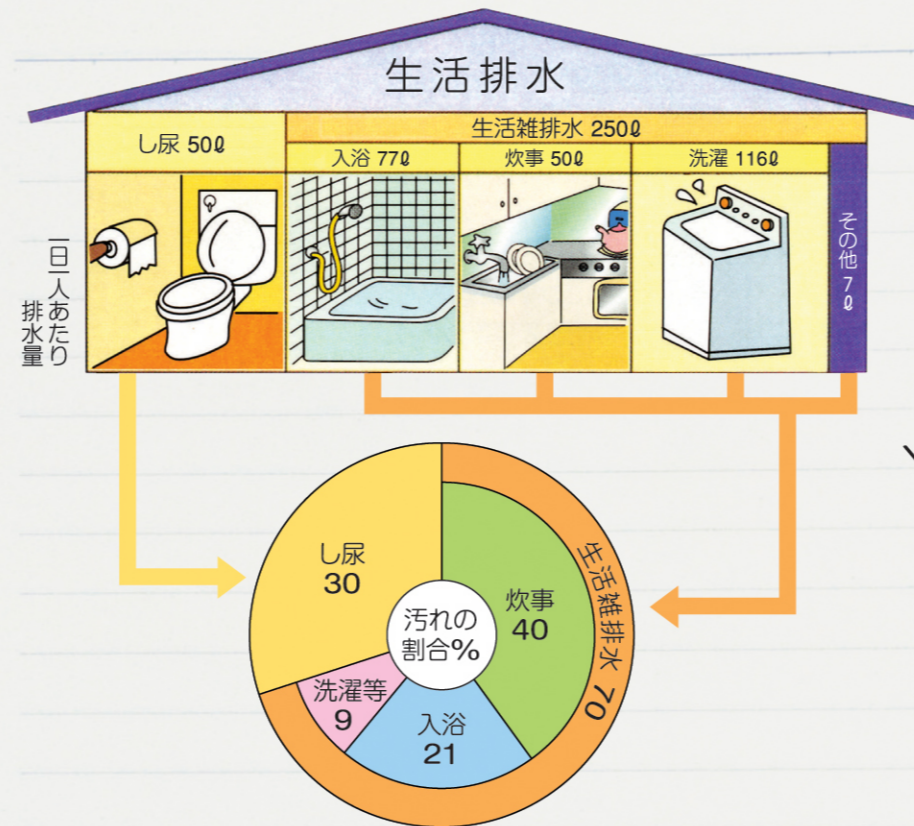 生活排水
し尿 50ℓ
生活雑排水 250ℓ
入浴 77ℓ
炊事 50ℓ
洗濯 116ℓ
その他 7ℓ
一日一人あたり
排水量
し尿
30
炊事
40
生活雑排水 70
汚れの
割合%
洗濯等
9
入浴
21